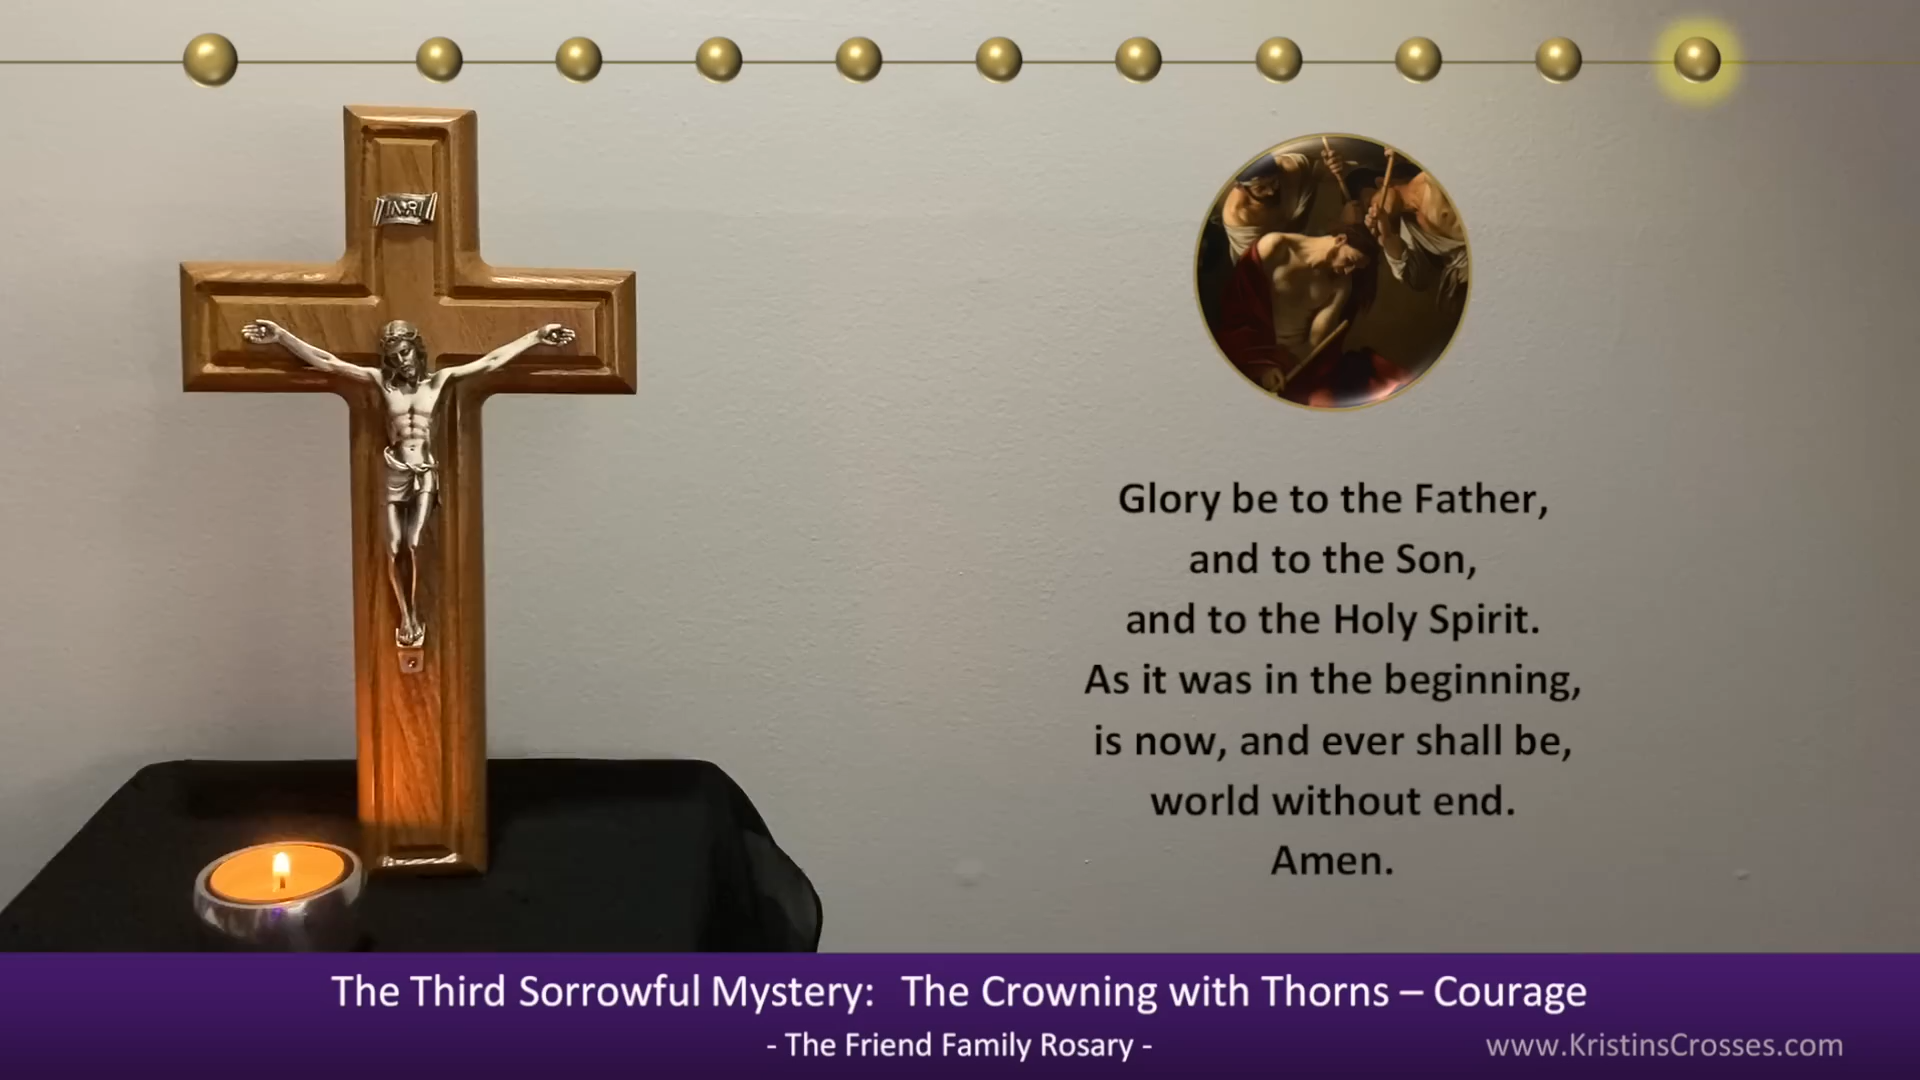 INRI
Glory be to the Father,
and to the Son,
and to the Holy Spirit.
As it was in the beginning,
is now, and ever shall be,
world without end.
Amen.
The Third Sorrowful Mystery: The Crowning with Thorns – Courage
- The Friend Family Rosary -
www.KristinsCrosses.com